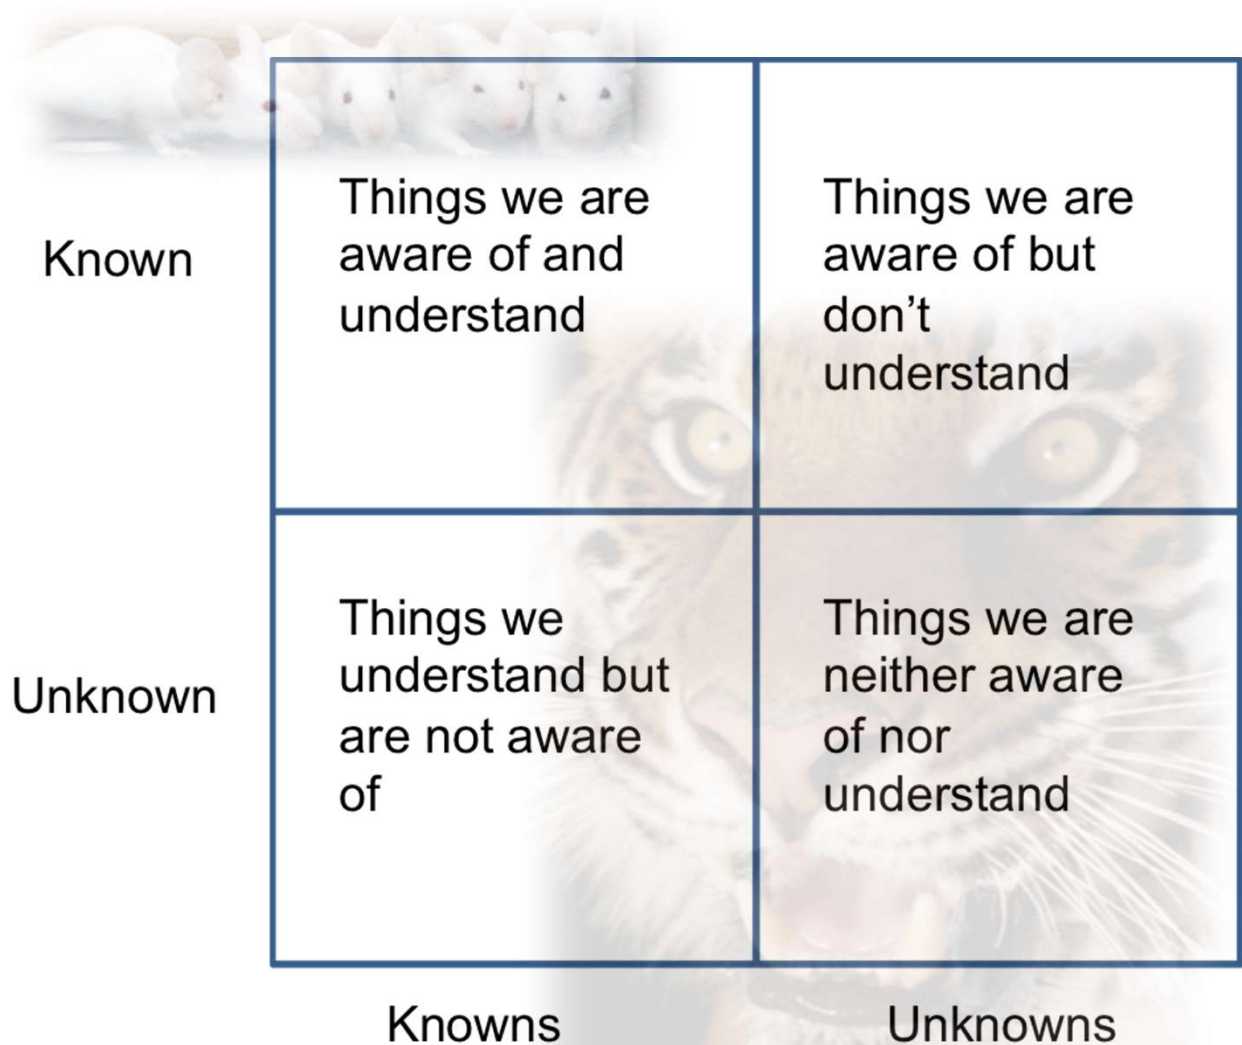 Known
Things we are
aware of and
understand
Things we are
aware of but
don’t
understand
Unknown
Things we
understand but
are not aware
of
Things we are
neither aware
of nor
understand
Knowns
Unknowns